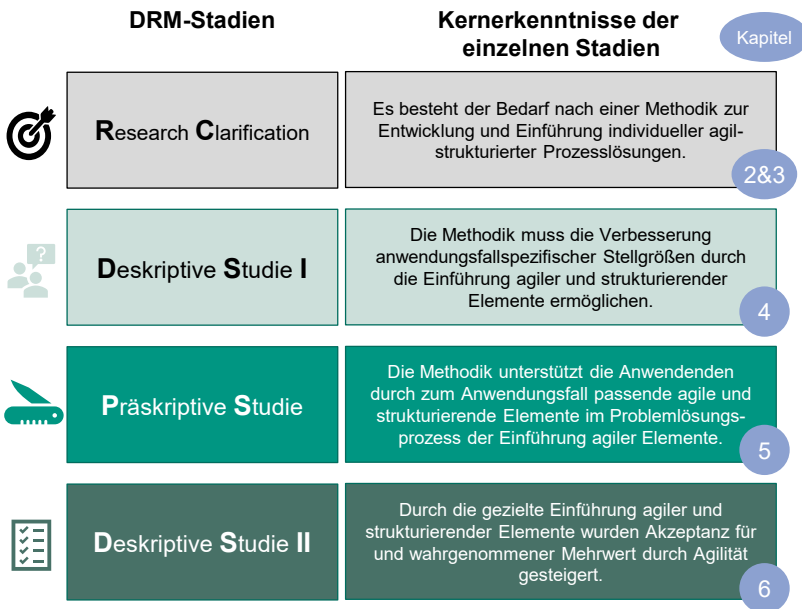 DRM-Stadien
Kernerkenntnisse der
einzelnen Stadien
Kapitel
Research Clarification
Es besteht der Bedarf nach einer Methodik zur
Entwicklung und Einführung individueller agil-
strukturierter Prozesslösungen.
2&3
?
Deskriptive Studie I
Die Methodik muss die Verbesserung
anwendungsfallspezifischer Stellgrößen durch
die Einführung agiler und strukturierender
Elemente ermöglichen.
4
Präskriptive Studie
Die Methodik unterstützt die Anwendenden
durch zum Anwendungsfall passende agile und
strukturierende Elemente im Problemlösungs-
prozess der Einführung agiler Elemente.
5
Deskriptive Studie II
Durch die gezielte Einführung agiler und
strukturierender Elemente wurden Akzeptanz für
und wahrgenommener Mehrwert durch Agilität
gesteigert.
6